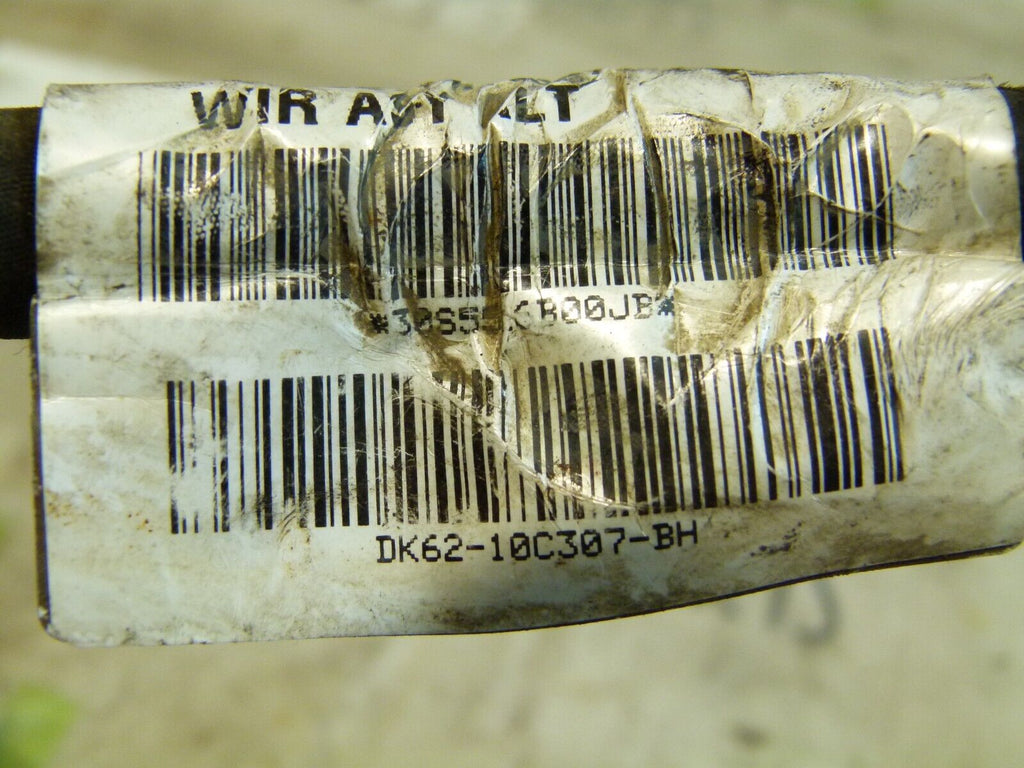 WIR ASY ALT
DK62-10C307-BH